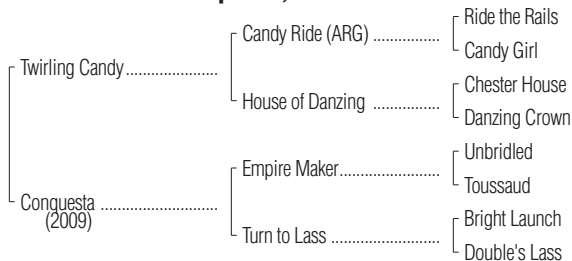 Ride the Rails
Candy Ride (ARG) ................
Candy Girl
Twirling Candy ......................
Chester House
House of Danzing ................
Danzing Crown
Unbridled
Empire Maker........................
Toussaud
Conquesta ............................
(2009)
Bright Launch
Turn to Lass ..........................
Double's Lass